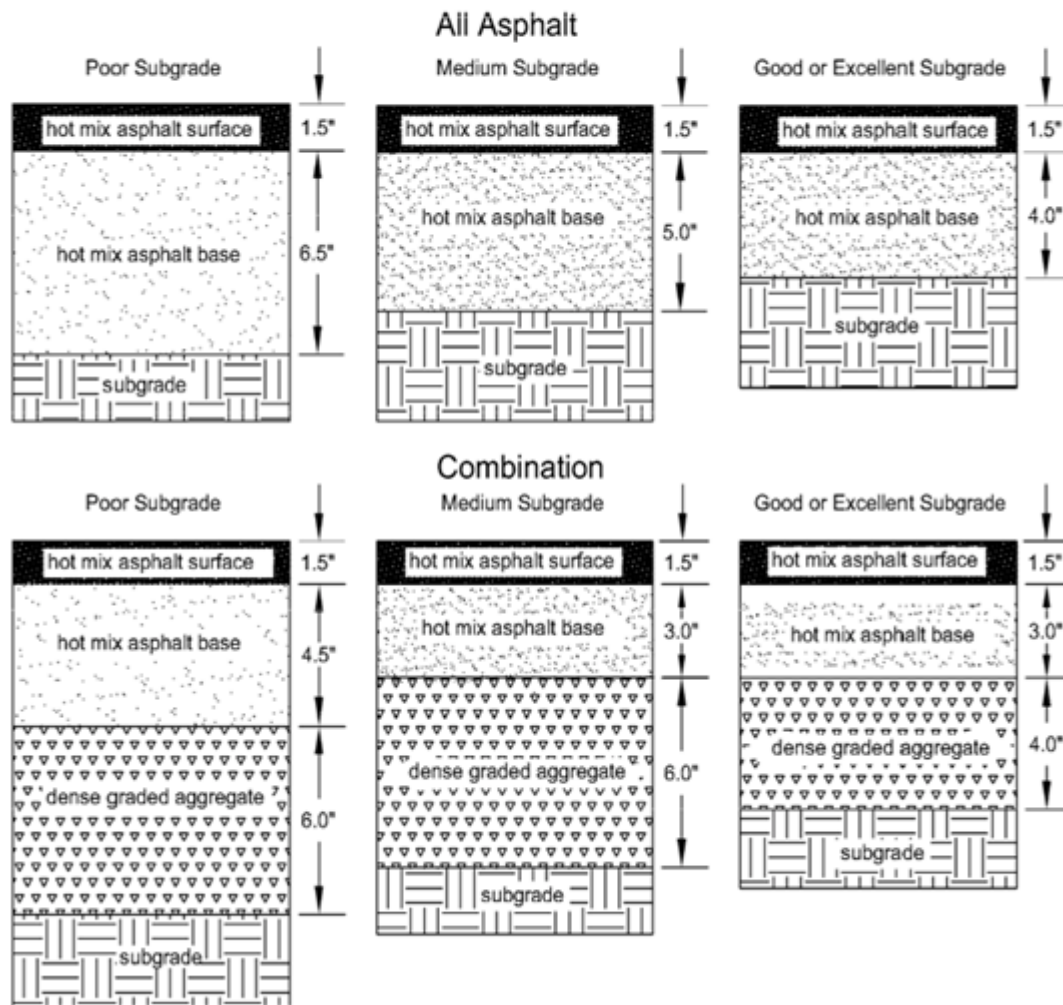 All Asphalt
Poor Subgrade
Medium Subgrade
Good or Excellent Subgrade
hot mix asphalt surface
1.5"
hot mix asphalt surface
1.5"
hot mix asphalt surface
1.5"
hot mix asphalt base
6.5"
hot mix asphalt base
5.0"
hot mix asphalt base
4.0"
subgrade
subgrade
subgrade
Combination
Poor Subgrade
Medium Subgrade
Good or Excellent Subgrade
hot mix asphalt surface
1.5"
hot mix asphalt surface
1.5"
hot mix asphalt surface
1.5"
hot mix asphalt base
4.5"
hot mix asphalt base
3.0"
hot mix asphalt base
3.0"
dense graded aggregate
6.0"
dense graded aggregate
6.0"
dense graded aggregate
4.0"
subgrade
subgrade
subgrade